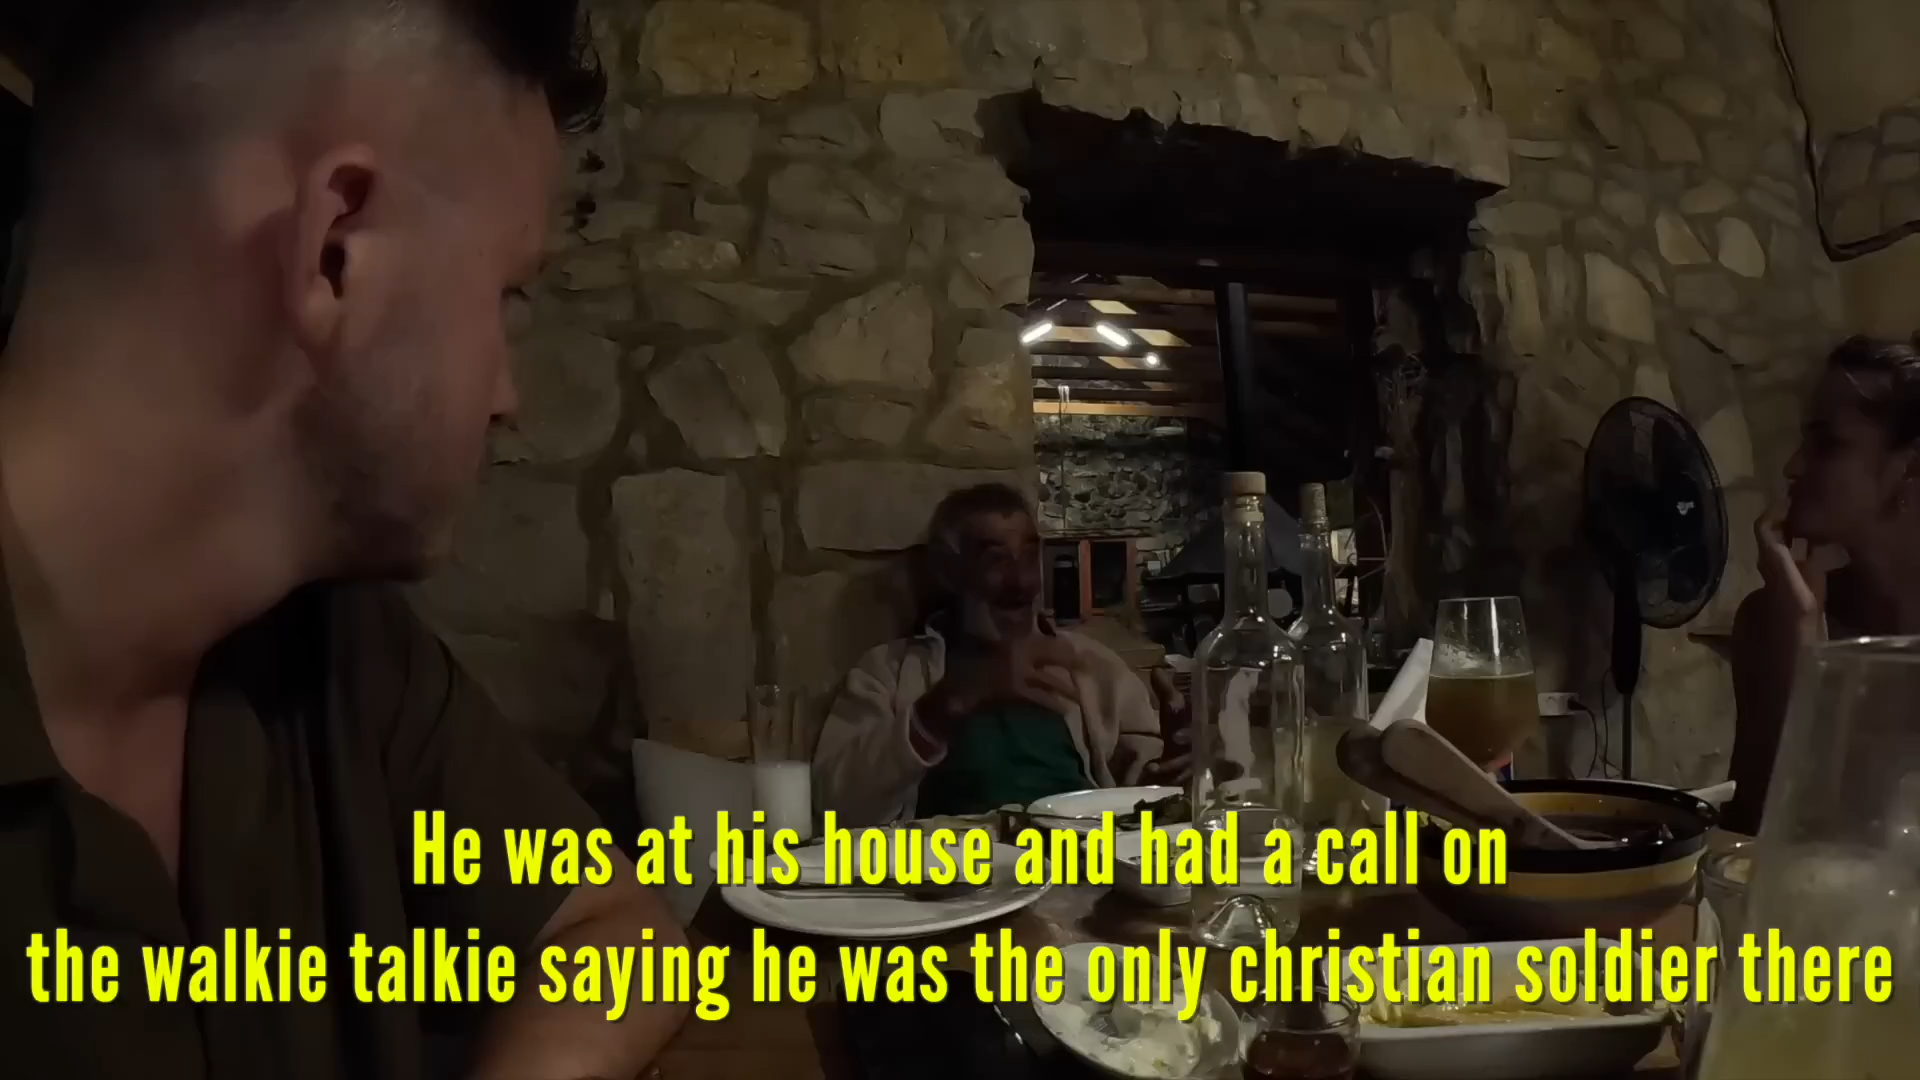 He was at his house and had a call on
the walkie talkie saying he was the only christian soldier there